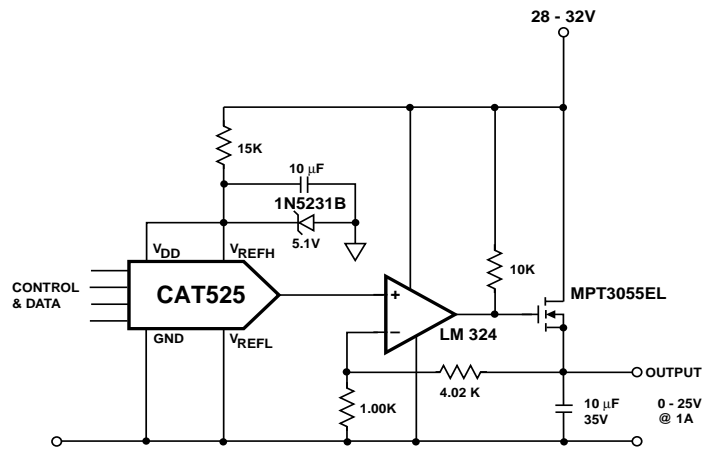 28 - 32V
15K
10 μF
1N5231B
5.1V
VDD
VREFH
CONTROL
& DATA
CAT525
GND
VREFL
+
–
LM 324
10K
MPT3055EL
4.02 K
1.00K
OUTPUT
10 μF
35V
0 - 25V
@ 1A